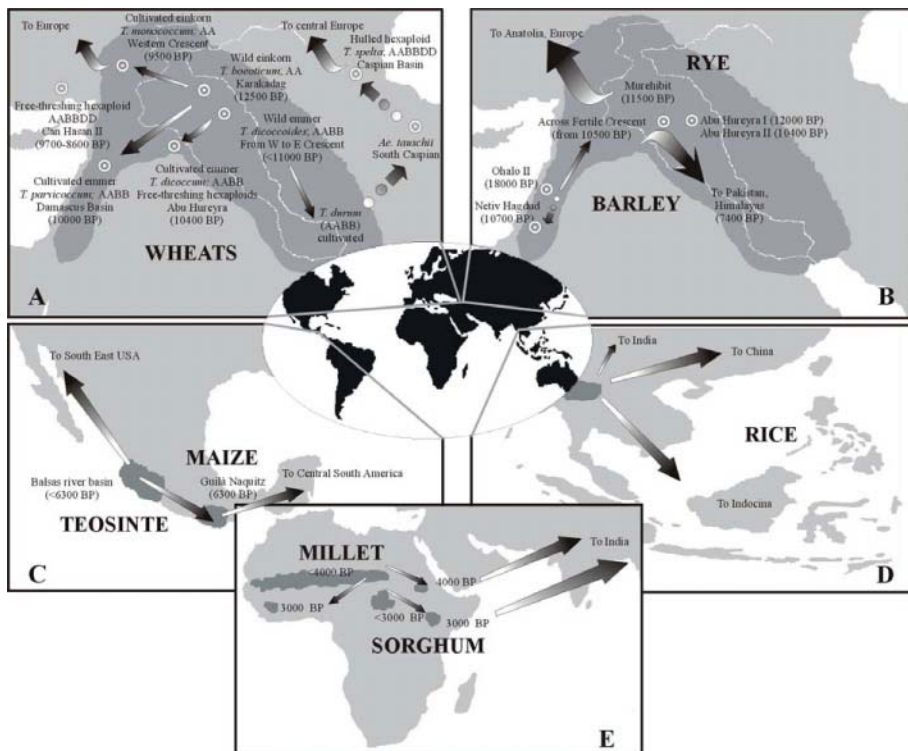 To Europe
Cultivated einkorn
T. monococcum; AA
Western Crescent
(9500 BP)
Wild einkorn
T. boeoticum, AA
Karakadag
(12500 BP)
To central Europe
Hulled hexaploid
T. spelta, AABBDD
Caspian Basin
Free-threshing hexaploid
AABBDD
Can Hasan II
(9700-8600 BP)
Wild emmer
T. dicoccoides, AABB
From W to E Crescent
(<11000 BP)
Ae. tauschii
South Caspian
Cultivated emmer
T. parvicoccum; AABB
Damascus Basin
(10000 BP)
Cultivated emmer
T. dicoccum; AABB
Free-threshing hexaploids
Abu Hureyra
(10400 BP)
T. durum
(AABB)
cultivated
WHEATS
A
To Anatolia, Europe
RYE
Murehibit
(11500 BP)
Across Fertile Crescent
(from 10500 BP)
Abu Hureyra I (12000 BP)
Abu Hureyra II (10400 BP)
Ohalo II
(18000 BP)
Netiv Hagdud
(10700 BP)
BARLEY
To Pakistan,
Humalayas
(7400 BP)
B
To South East USA
MAIZE
Balsas river basin
(<6300 BP)
Guilà Naquitz
(6300 BP)
To Central South America
TEOSINTE
C
To India
To China
RICE
To Indocina
D
MILLET
<4000 BP
4000 BP
To India
3000 BP
<3000 BP
3000 BP
SORGHUM
E